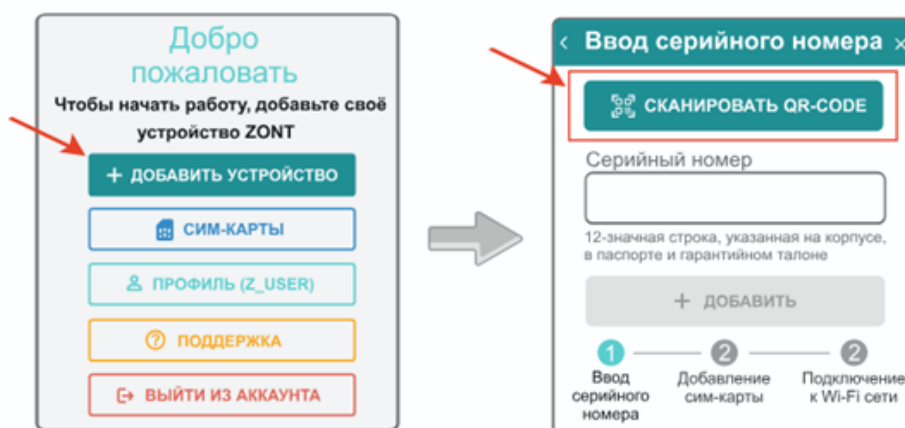 Добро
пожаловать
Чтобы начать работу, добавьте своё
устройство ZONT
+ ДОБАВИТЬ УСТРОЙСТВО
СИМ-КАРТЫ
ПРОФИЛЬ (Z_USER)
ПОДДЕРЖКА
ВЫЙТИ ИЗ АККАУНТА
< Ввод серийного номера ×
СКАНИРОВАТЬ QR-CODE
Серийный номер
12-значная строка, указанная на корпусе,
в паспорте и гарантийном талоне
+ ДОБАВИТЬ
1 2 2
Ввод
серийного
номера
Добавление
сим-карты
Подключение
к Wi-Fi сети